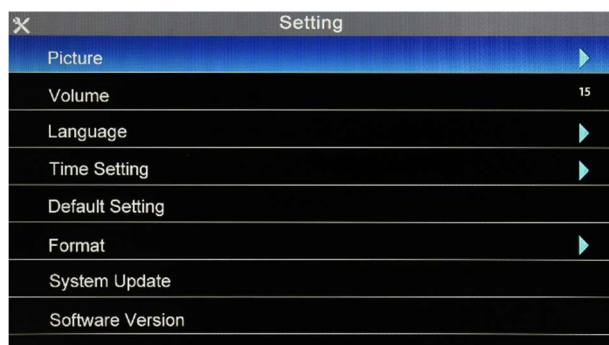 Setting
Picture
Volume 15
Language
Time Setting
Default Setting
Format
System Update
Software Version